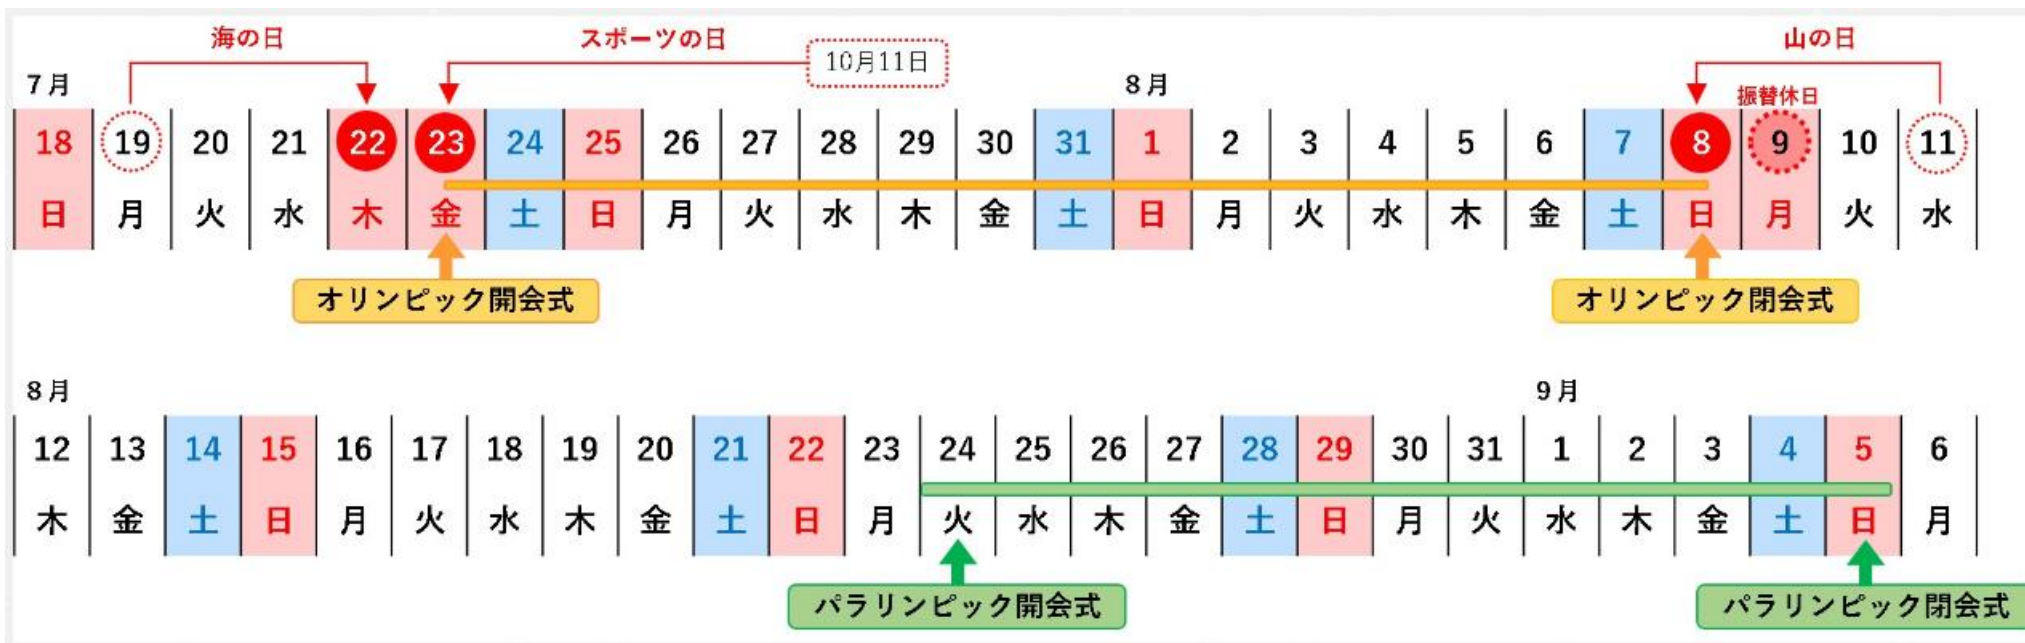 海の日 スポーツの日 10月11日 山の日
7月 8月 振替休日
18 19 20 21 22 23 24 25 26 27 28 29 30 31 1 2 3 4 5 6 7 8 9 10 11
日 月 火 水 木 金 土 日 月 火 水 木 金 土 日 月 火 水 木 金 土 日 月 火 水
オリンピック開会式 オリンピック閉会式
8月 9月
12 13 14 15 16 17 18 19 20 21 22 23 24 25 26 27 28 29 30 31 1 2 3 4 5 6
木 金 土 日 月 火 水 木 金 土 日 月 火 水 木 金 土 日 月 火 水 木 金 土 日 月
パラリンピック開会式 パラリンピック閉会式